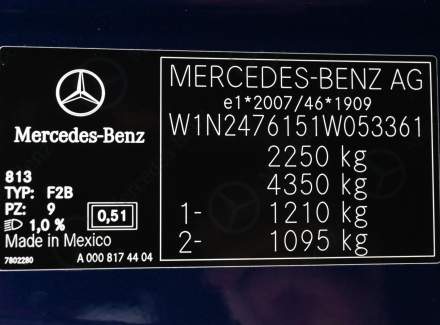 Mercedes-Benz
813
TYP: F2B
PZ: 9
1,0 %
0,51
Made in Mexico
7802280
A 000 817 44 04
MERCEDES-BENZ AG
e1*2007/46*1909
W1N2476151W053361
2250 kg
4350 kg
1- 1210 kg
2- 1095 kg